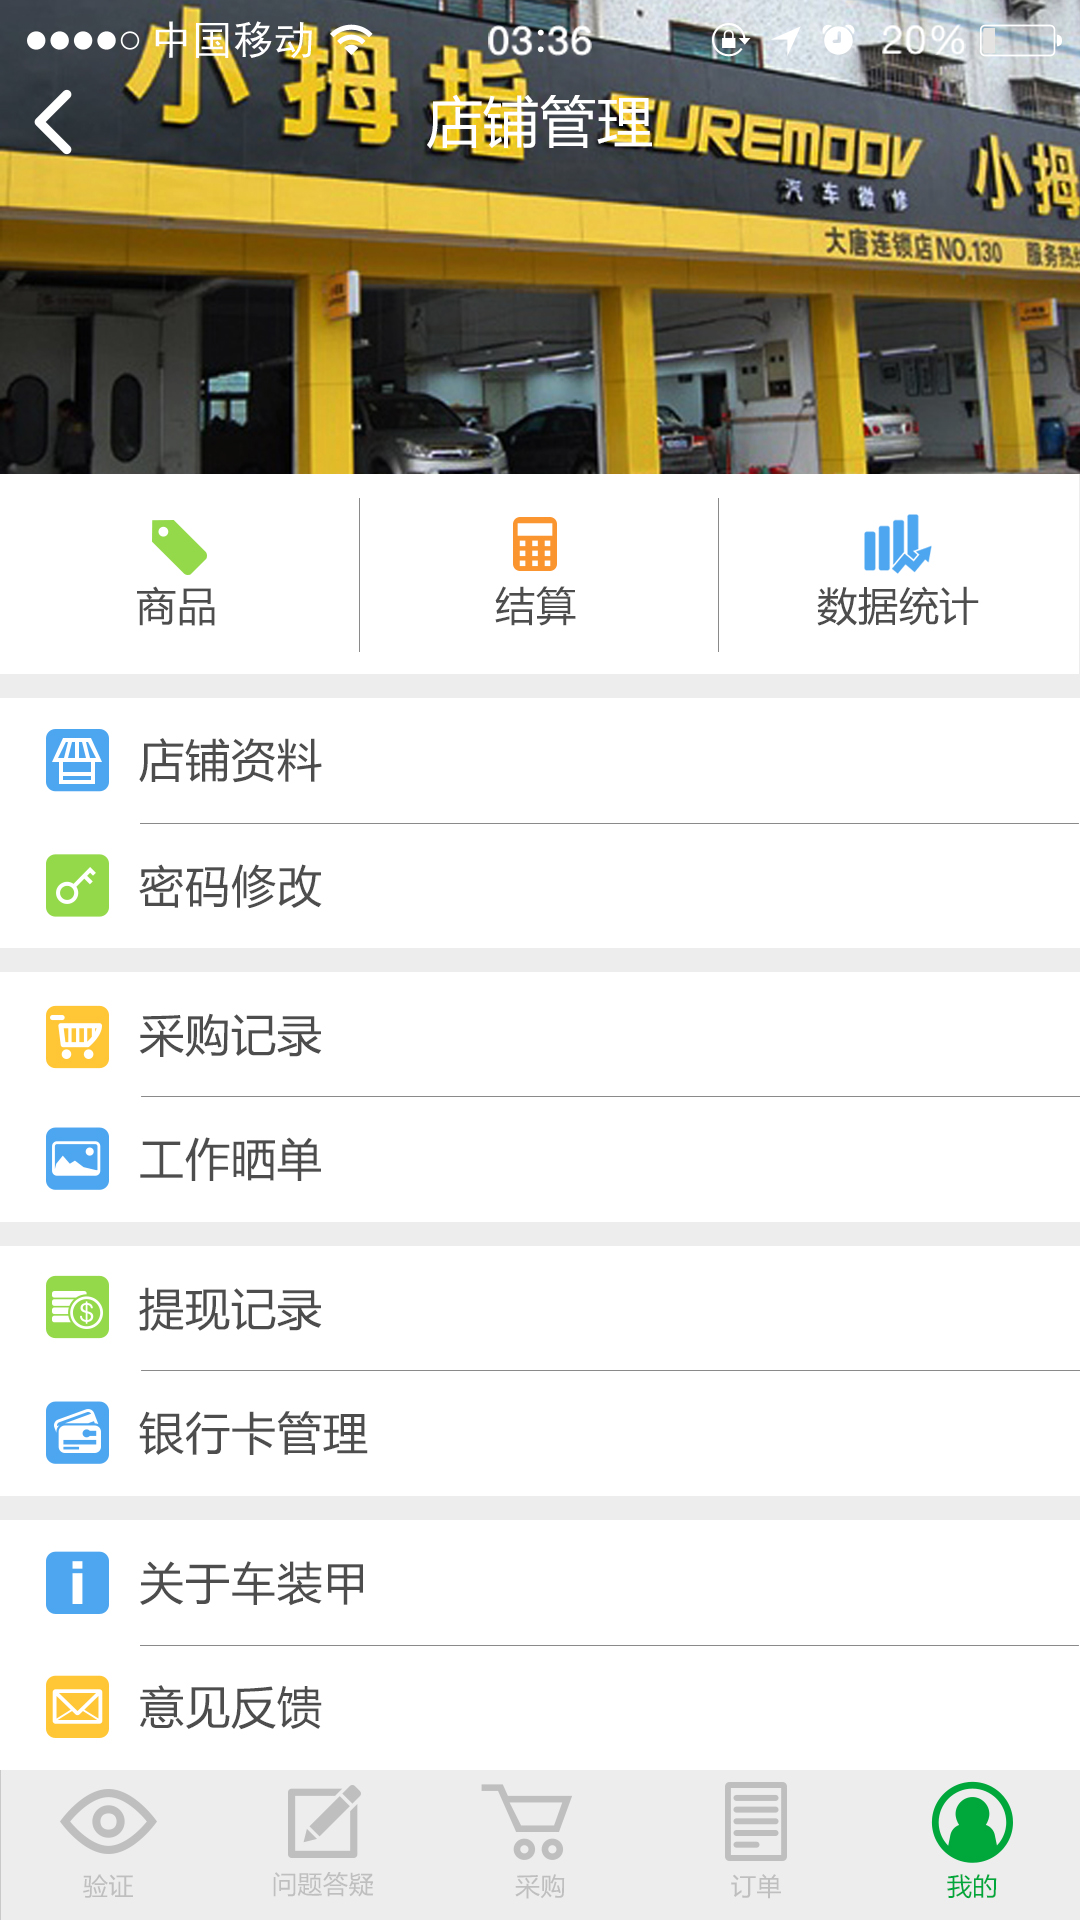 中国移动 03:36 20%
小拇指 SUREMOOV 小拇
店铺管理
汽车微修
大唐连锁店NO.130 服务热线
商品 结算 数据统计
店铺资料
密码修改
采购记录
工作晒单
提现记录
银行卡管理
关于车装甲
意见反馈
验证 问题答疑 采购 订单 我的